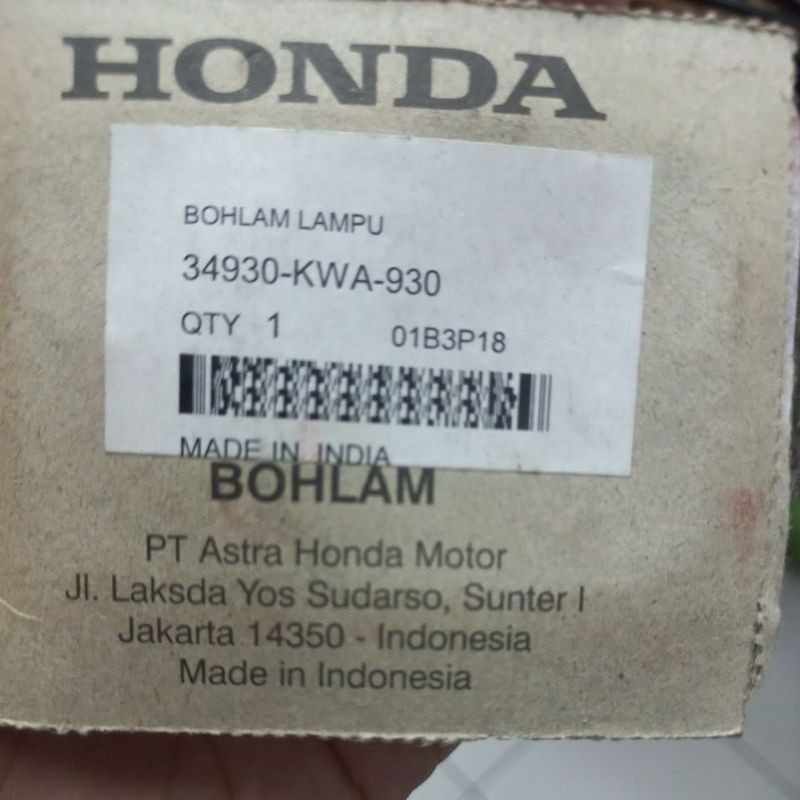 HONDA
BOHLAM LAMPU
34930-KWA-930
QTY 1 01B3P18
MADE IN INDIA
BOHLAM
PT Astra Honda Motor
Jl. Laksda Yos Sudarso, Sunter I
Jakarta 14350 - Indonesia
Made in Indonesia